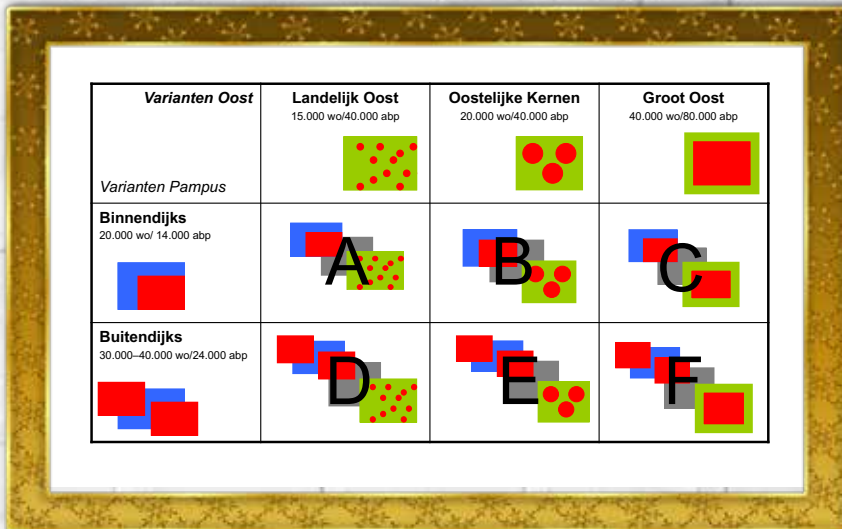 Varianten Oost
Varianten Pampus
Landelijk Oost
15.000 wo/40.000 abp
Oostelijke Kernen
20.000 wo/40.000 abp
Groot Oost
40.000 wo/80.000 abp
Binnendijks
20.000 wo/ 14.000 abp
A
B
C
Buitendijks
30.000–40.000 wo/24.000 abp
D
E
F